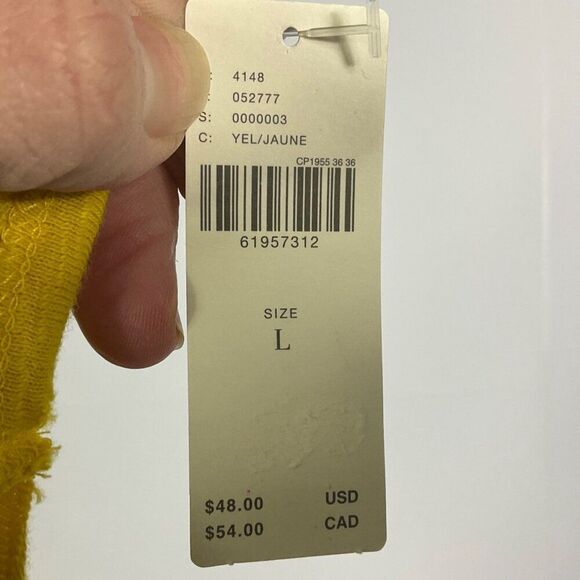 : 4148
: 052777
S: 0000003
C: YEL/JAUNE
CP1955 36 36
61957312
SIZE
L
$48.00 USD
$54.00 CAD